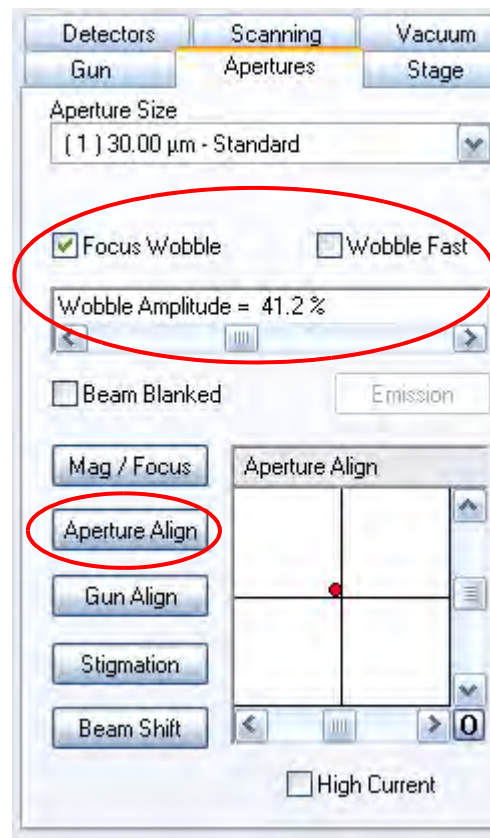 Detectors Scanning Vacuum
Gun Apertures Stage
Aperture Size
( 1 ) 30.00 µm - Standard
Focus Wobble Wobble Fast
Wobble Amplitude = 41.2 %
Beam Blanked Emission
Mag / Focus Aperture Align
Aperture Align
Gun Align
Stigmation
Beam Shift 0
High Current